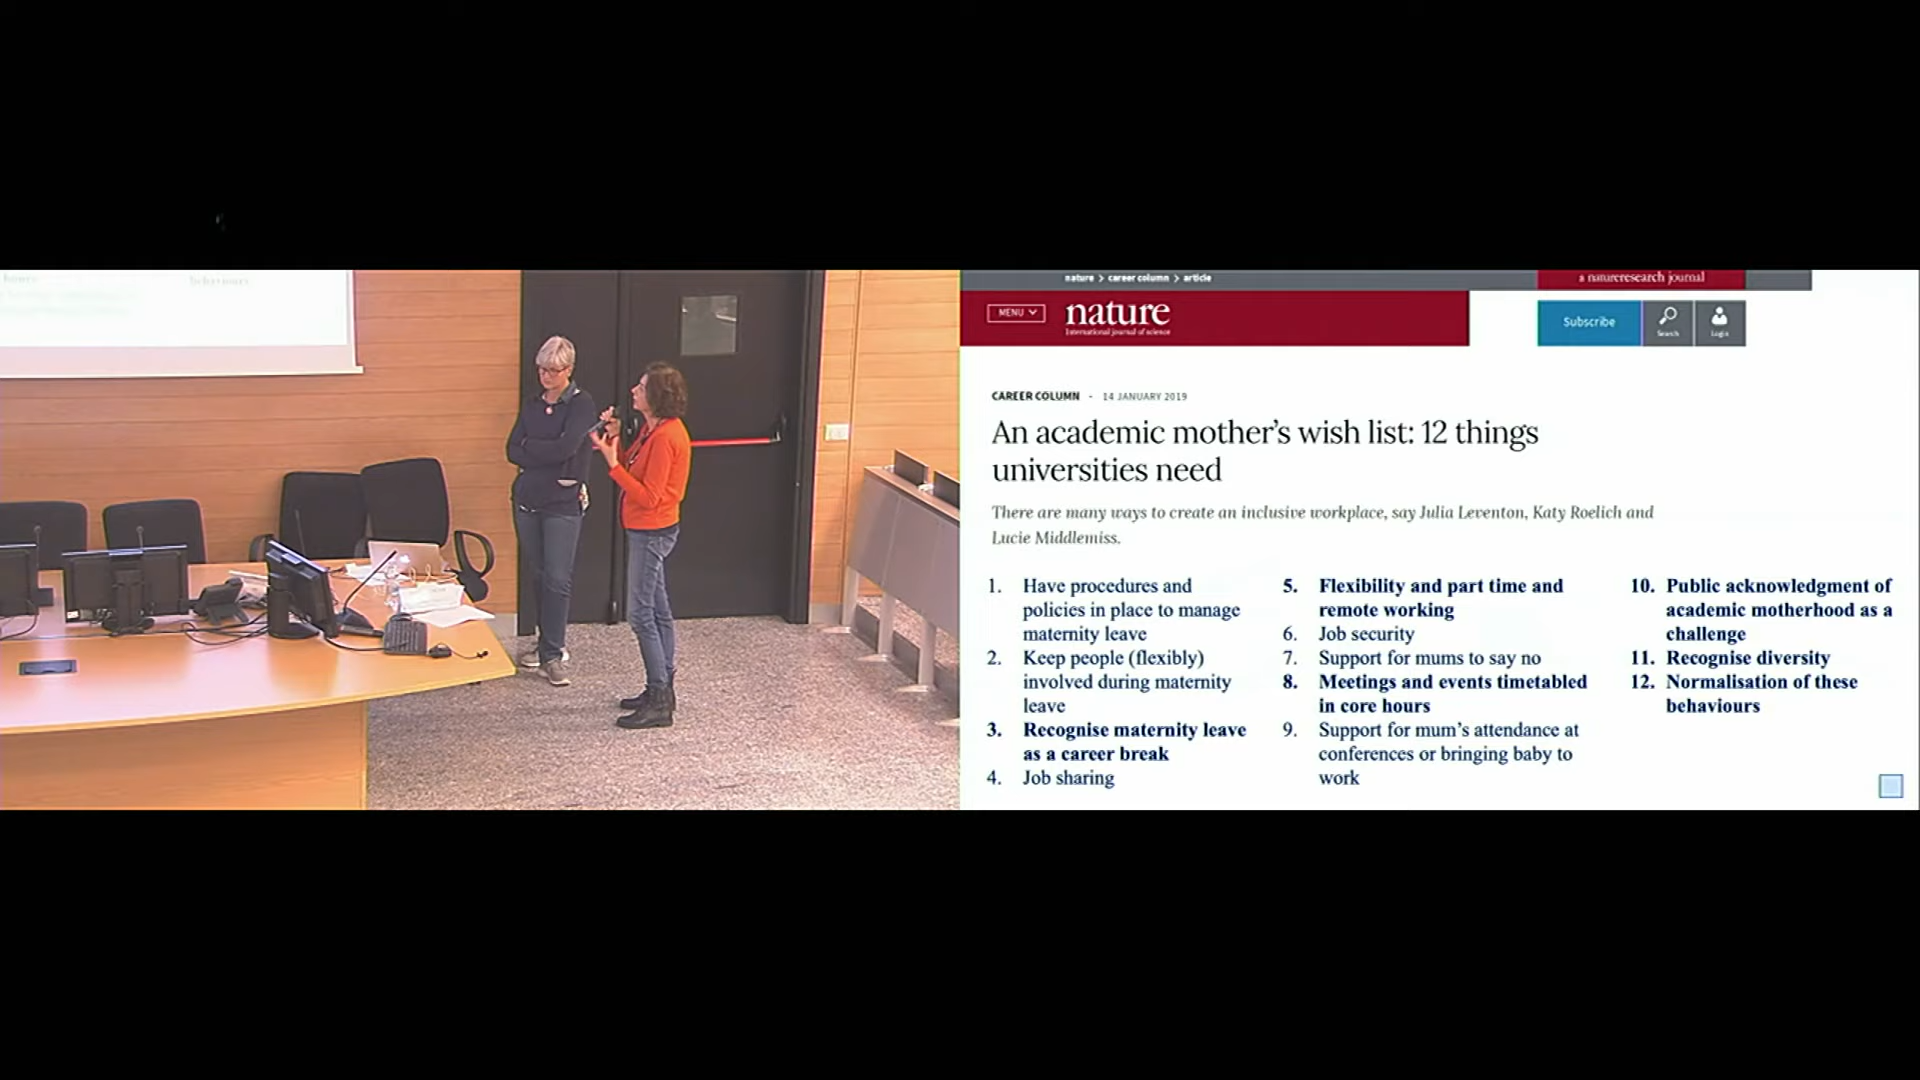 nature > career column > article
a natureresearch journal
MENU
nature
International journal of science
Subscribe
Search
Login
CAREER COLUMN · 14 JANUARY 2019
An academic mother's wish list: 12 things
universities need
There are many ways to create an inclusive workplace, say Julia Leventon, Katy Roelich and
Lucie Middlemiss.
1. Have procedures and
policies in place to manage
maternity leave
2. Keep people (flexibly)
involved during maternity
leave
3. Recognise maternity leave
as a career break
4. Job sharing
5. Flexibility and part time and
remote working
6. Job security
7. Support for mums to say no
8. Meetings and events timetabled
in core hours
9. Support for mum's attendance at
conferences or bringing baby to
work
10. Public acknowledgment of
academic motherhood as a
challenge
11. Recognise diversity
12. Normalisation of these
behaviours